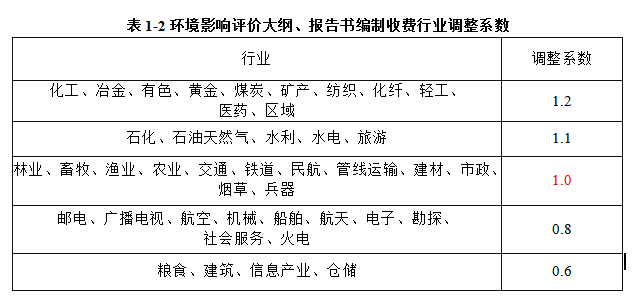 表 1-2 环境影响评价大纲、报告书编制收费行业调整系数
行业
调整系数
化工、冶金、有色、黄金、煤炭、矿产、纺织、化纤、轻工、
医药、区域
1.2
石化、石油天然气、水利、水电、旅游
1.1
林业、畜牧、渔业、农业、交通、铁道、民航、管线运输、建材、市政、
烟草、兵器
1.0
邮电、广播电视、航空、机械、船舶、航天、电子、勘探、
社会服务、火电
0.8
粮食、建筑、信息产业、仓储
0.6